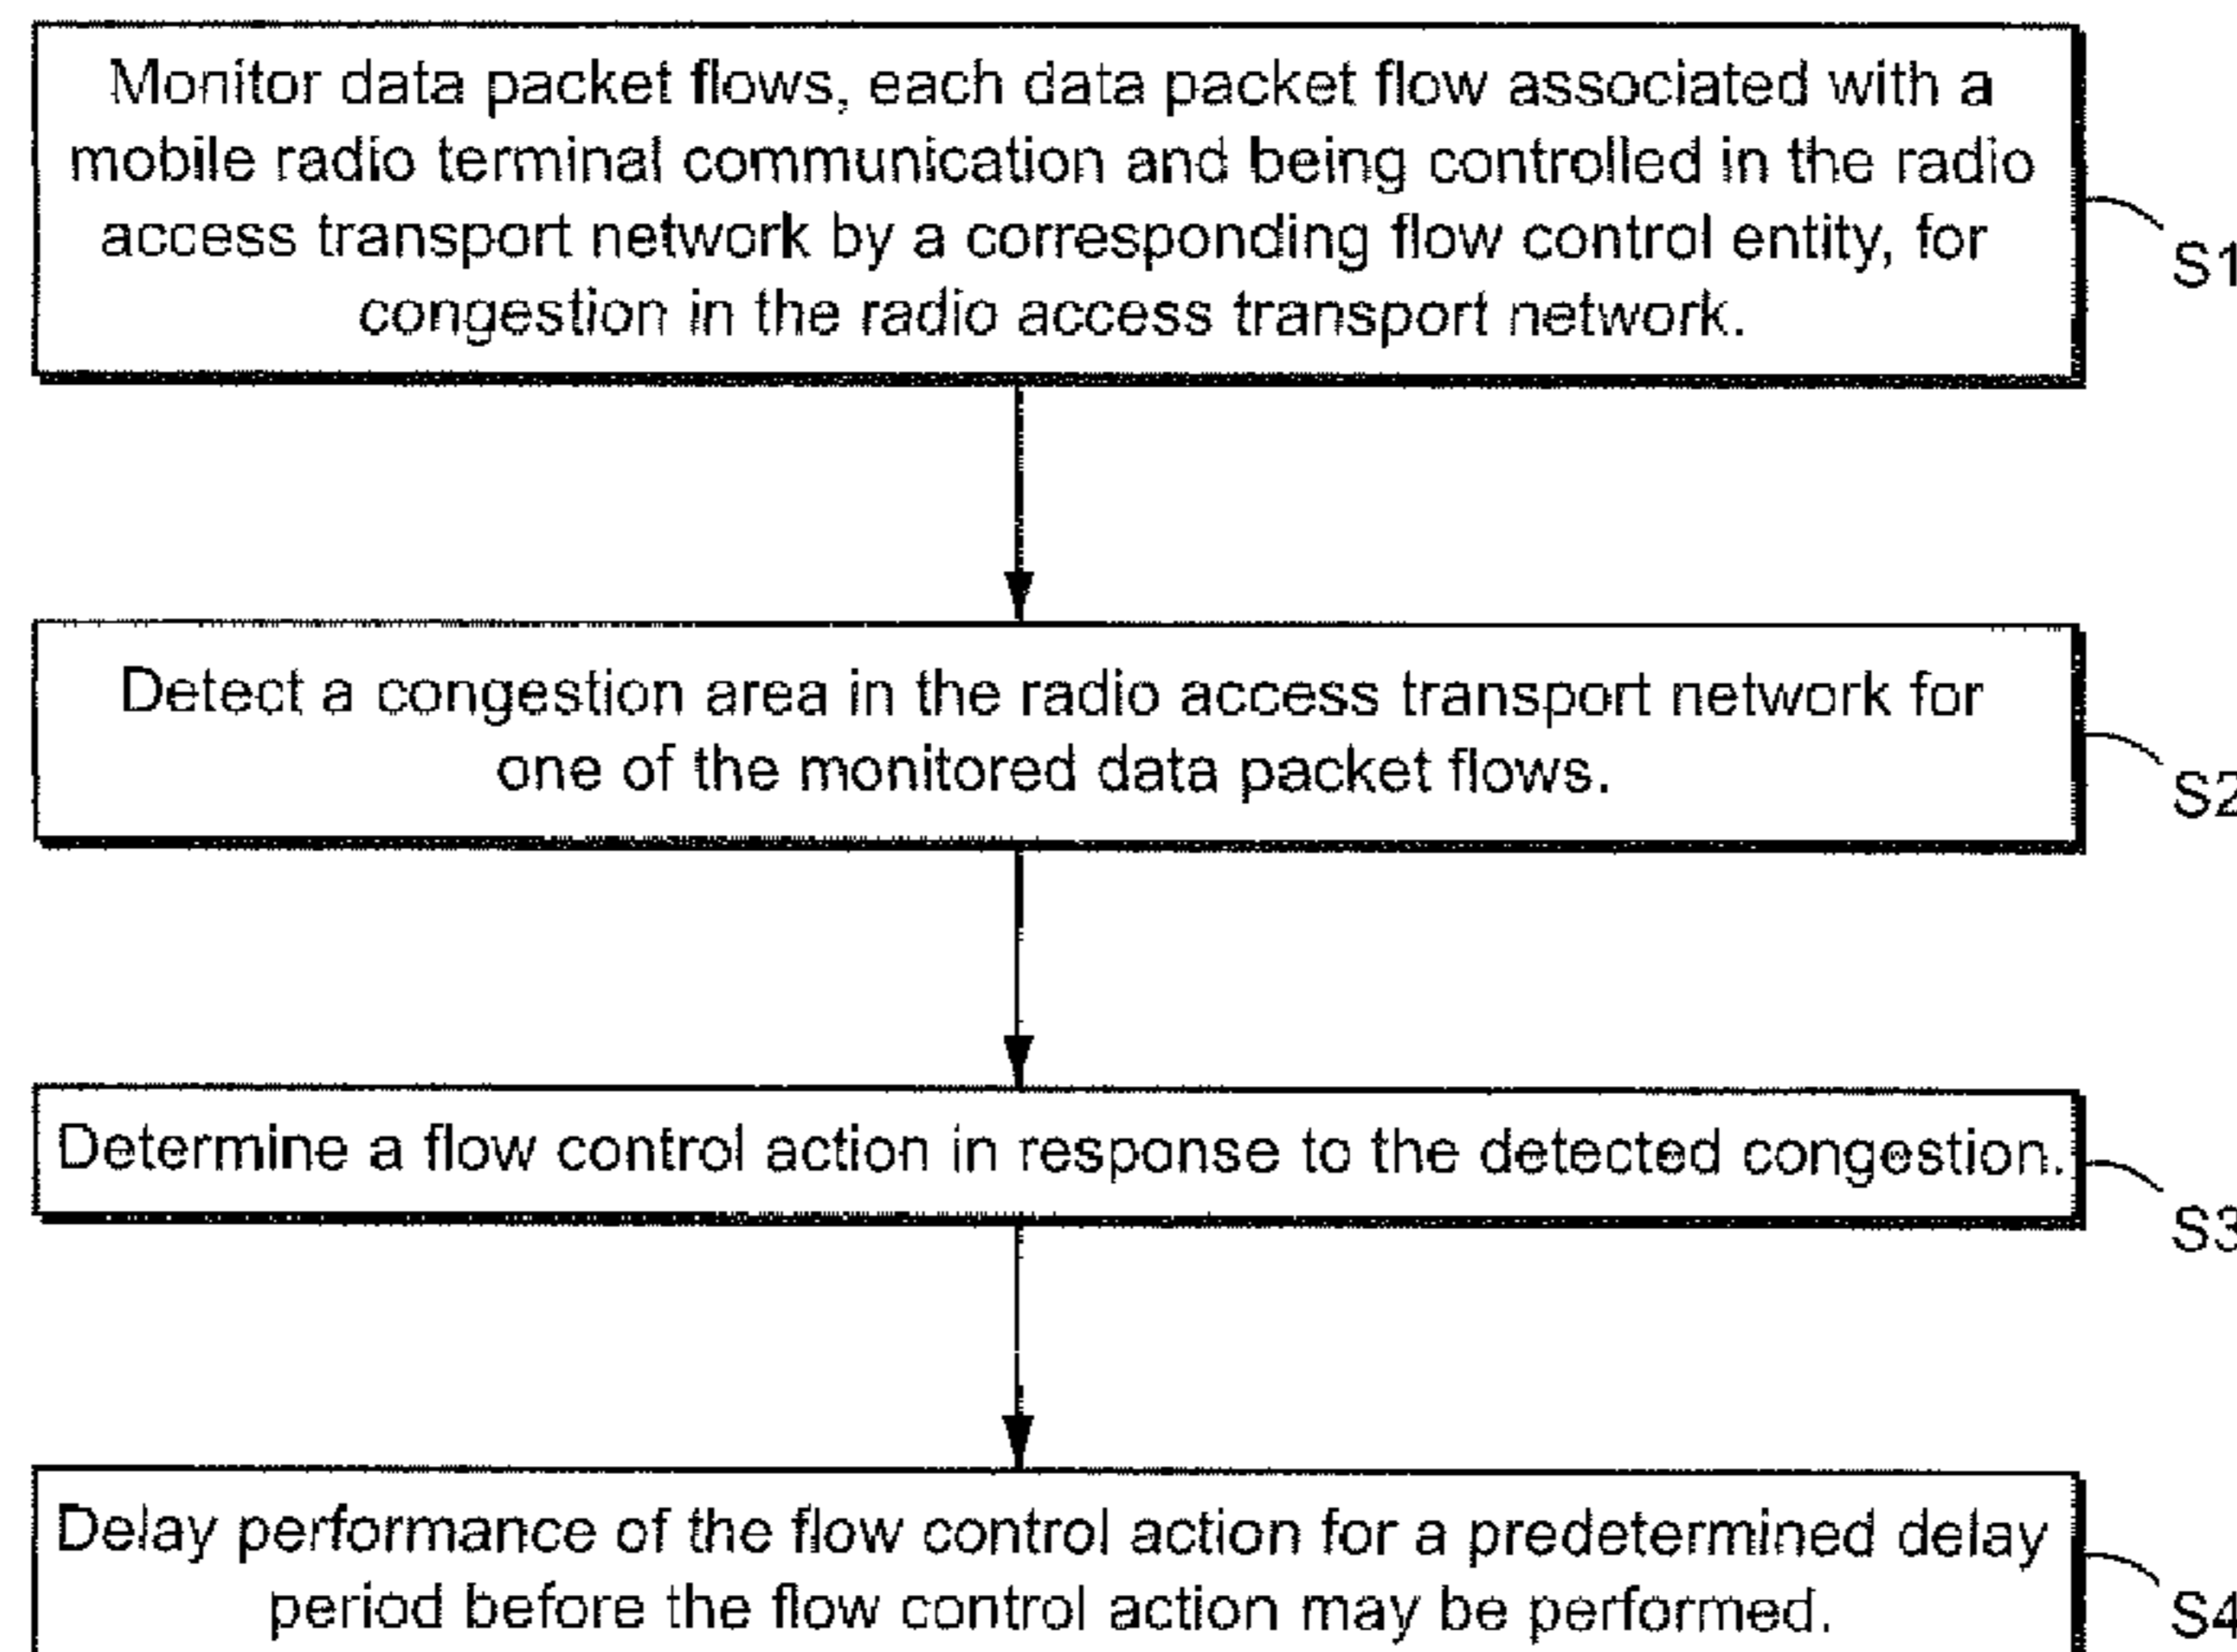 Monitor data packet flows, each data packet flow associated with a
mobile radio terminal communication and being controlled in the radio
access transport network by a corresponding flow control entity, for
congestion in the radio access transport network.
S1
Detect a congestion area in the radio access transport network for
one of the monitored data packet flows.
S2
Determine a flow control action in response to the detected congestion.
S3
Delay performance of the flow control action for a predetermined delay
period before the flow control action may be performed.
S4